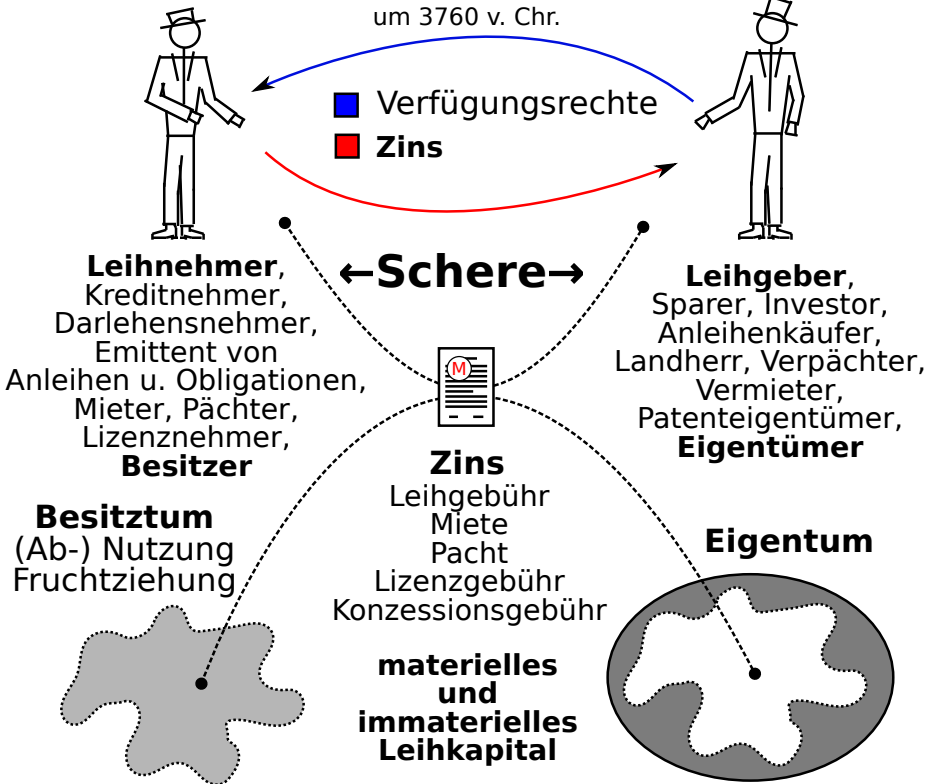 um 3760 v. Chr.
Verfügungsrechte
Zins
←Schere→
Leihnehmer,
Kreditnehmer,
Darlehensnehmer,
Emittent von
Anleihen u. Obligationen,
Mieter, Pächter,
Lizenznehmer,
Besitzer
Leihgeber,
Sparer, Investor,
Anleihenkäufer,
Landherr, Verpächter,
Vermieter,
Patenteigentümer,
Eigentümer
M
Zins
Leihgebühr
Miete
Pacht
Lizenzgebühr
Konzessionsgebühr
Besitztum
(Ab-) Nutzung
Fruchtziehung
Eigentum
materielles
und
immaterielles
Leihkapital